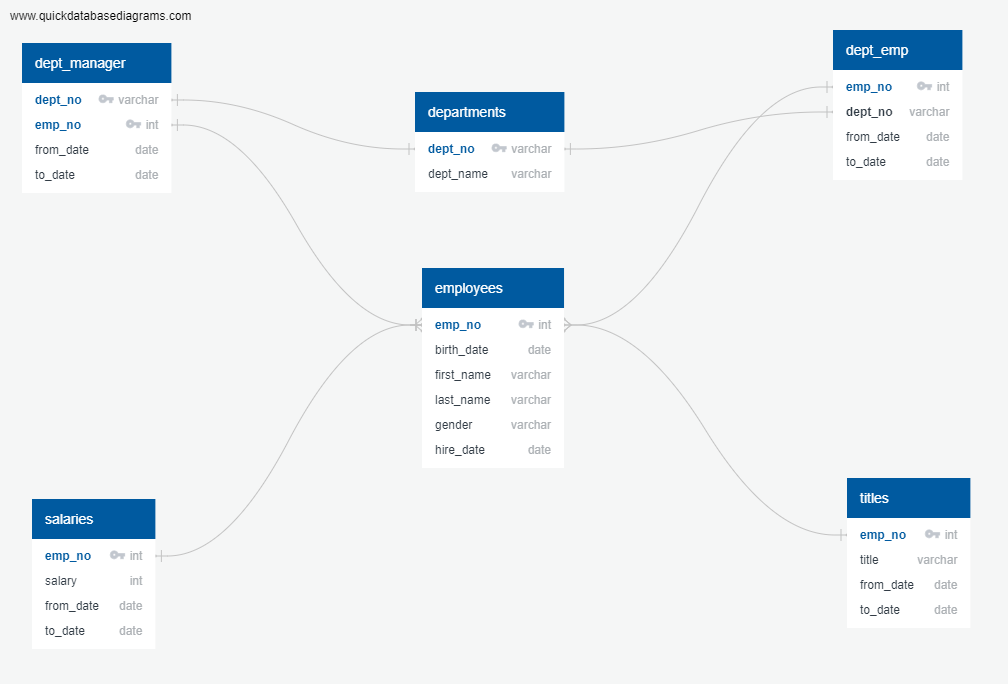 www.quickdatabasediagrams.com
dept_manager
dept_no varchar
emp_no int
from_date date
to_date date
departments
dept_no varchar
dept_name varchar
dept_emp
emp_no int
dept_no varchar
from_date date
to_date date
employees
emp_no int
birth_date date
first_name varchar
last_name varchar
gender varchar
hire_date date
salaries
emp_no int
salary int
from_date date
to_date date
titles
emp_no int
title varchar
from_date date
to_date date